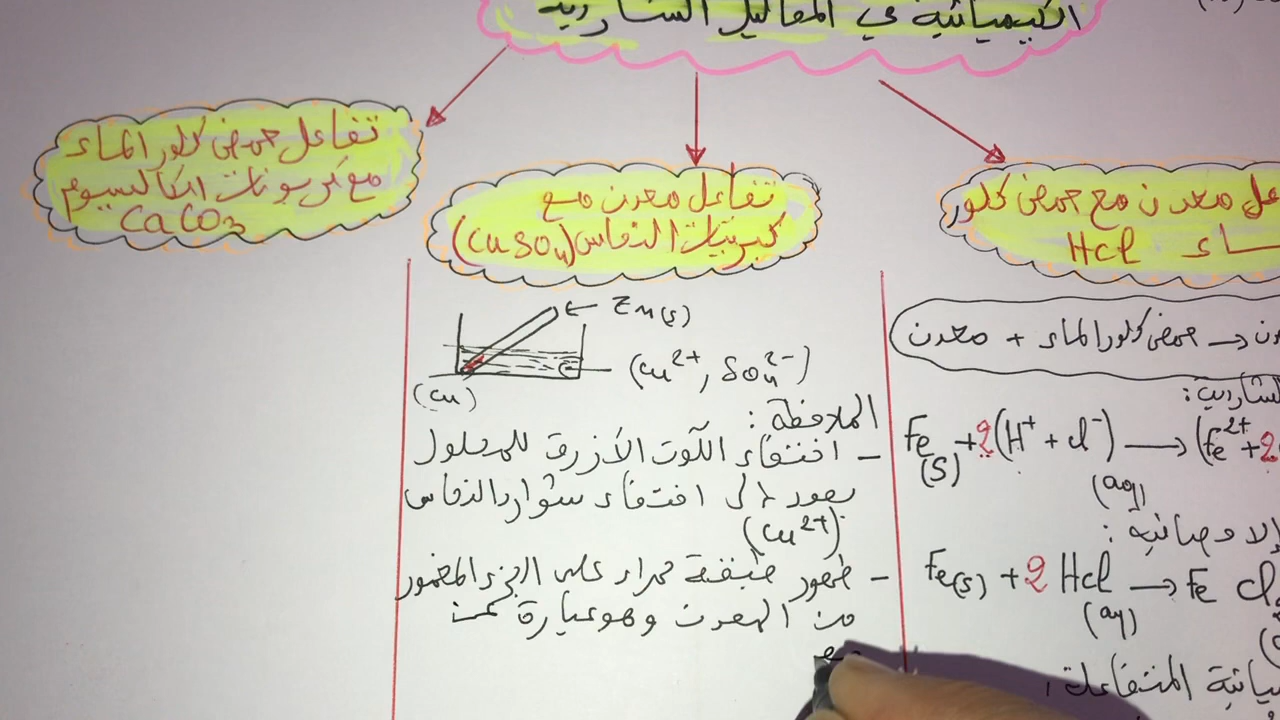 الكيميائية في المحاليل الشاردية
عل معدن مع حمض كلور
ـاء HCl
معدن + حمض كلور الماء →
الشاردية :
Fe(s) + 2(H⁺ + Cl⁻)(aq) → (Fe²⁺ + 2
الاحصائية :
Fe(s) + 2 HCl(aq) → Fe Cl
يميائية المتفاعلة :
تفاعل معدن مع
كبريتات النحاس (CuSO₄)
Zn(s)
(Cu²⁺, SO₄²⁻)
(Cu)
الملاحظة :
- اختفاء اللون الأزرق للمحلول
يعود إلى اختفاء شوارد النحاس
(Cu²⁺)
- ظهور طبقة حمراء على الجزء المغمور
من المعدن وهو عبارة عن
تفاعل حمض كلور الماء
مع كربونات الكالسيوم
CaCO₃